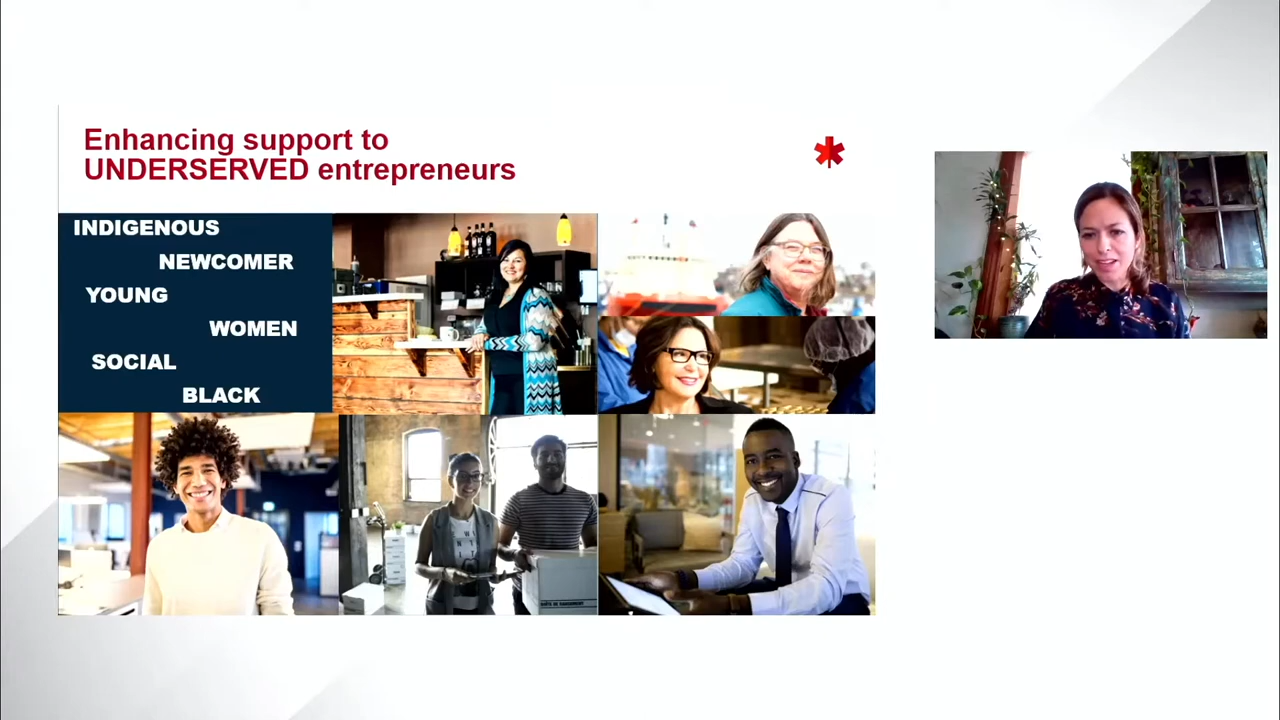 Enhancing support to
UNDERSERVED entrepreneurs
INDIGENOUS
NEWCOMER
YOUNG
WOMEN
SOCIAL
BLACK